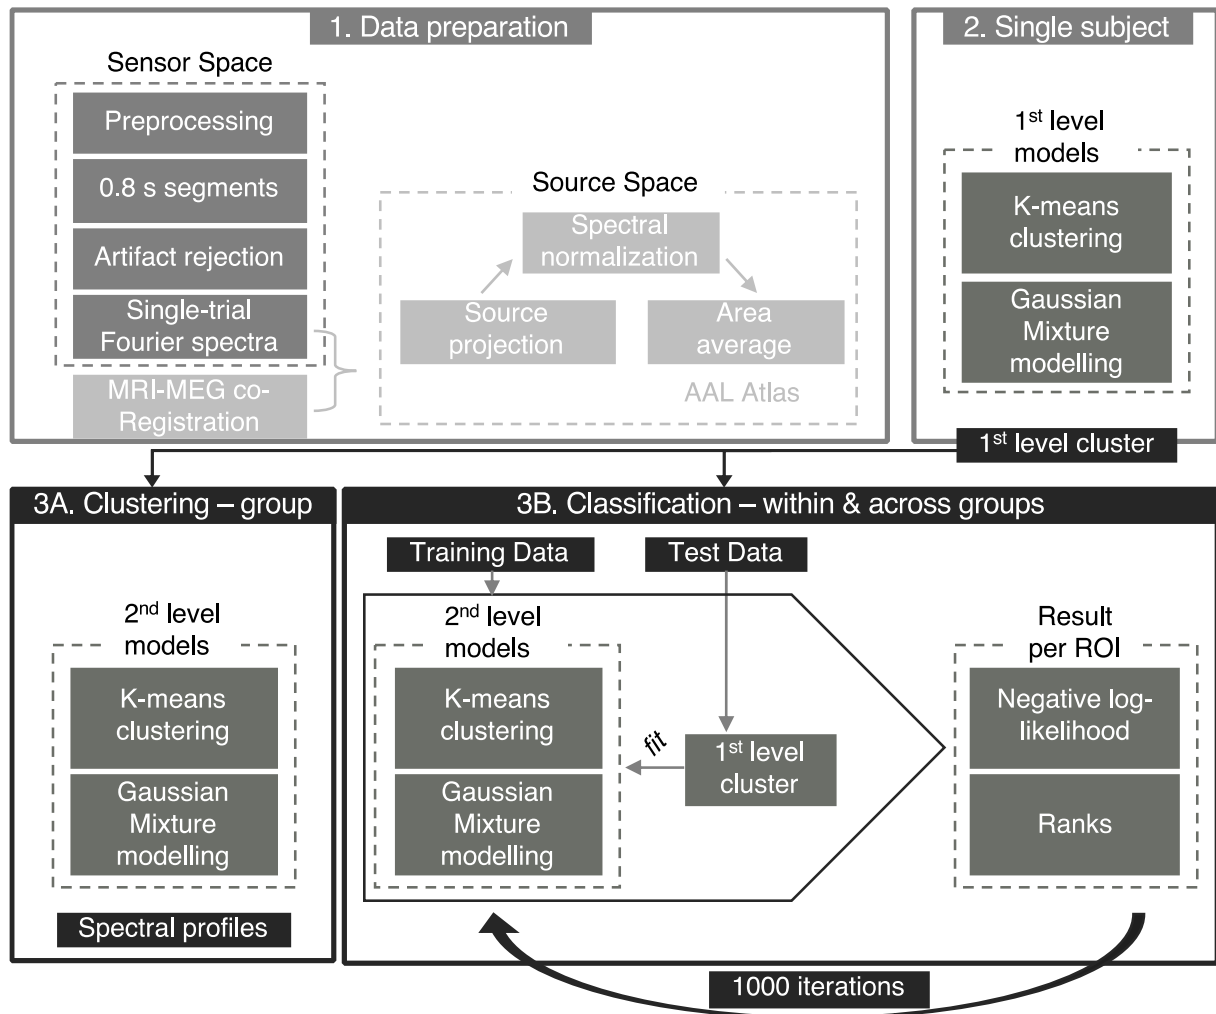 1. Data preparation
Sensor Space
Preprocessing
0.8 s segments
Artifact rejection
Single-trial
Fourier spectra
MRI-MEG co-
Registration
Source Space
Spectral
normalization
Source
projection
Area
average
AAL Atlas
2. Single subject
1st level
models
K-means
clustering
Gaussian
Mixture
modelling
1st level cluster
3A. Clustering – group
2nd level
models
K-means
clustering
Gaussian
Mixture
modelling
Spectral profiles
3B. Classification – within & across groups
Training Data
Test Data
2nd level
models
K-means
clustering
Gaussian
Mixture
modelling
fit
1st level
cluster
Result
per ROI
Negative log-
likelihood
Ranks
1000 iterations